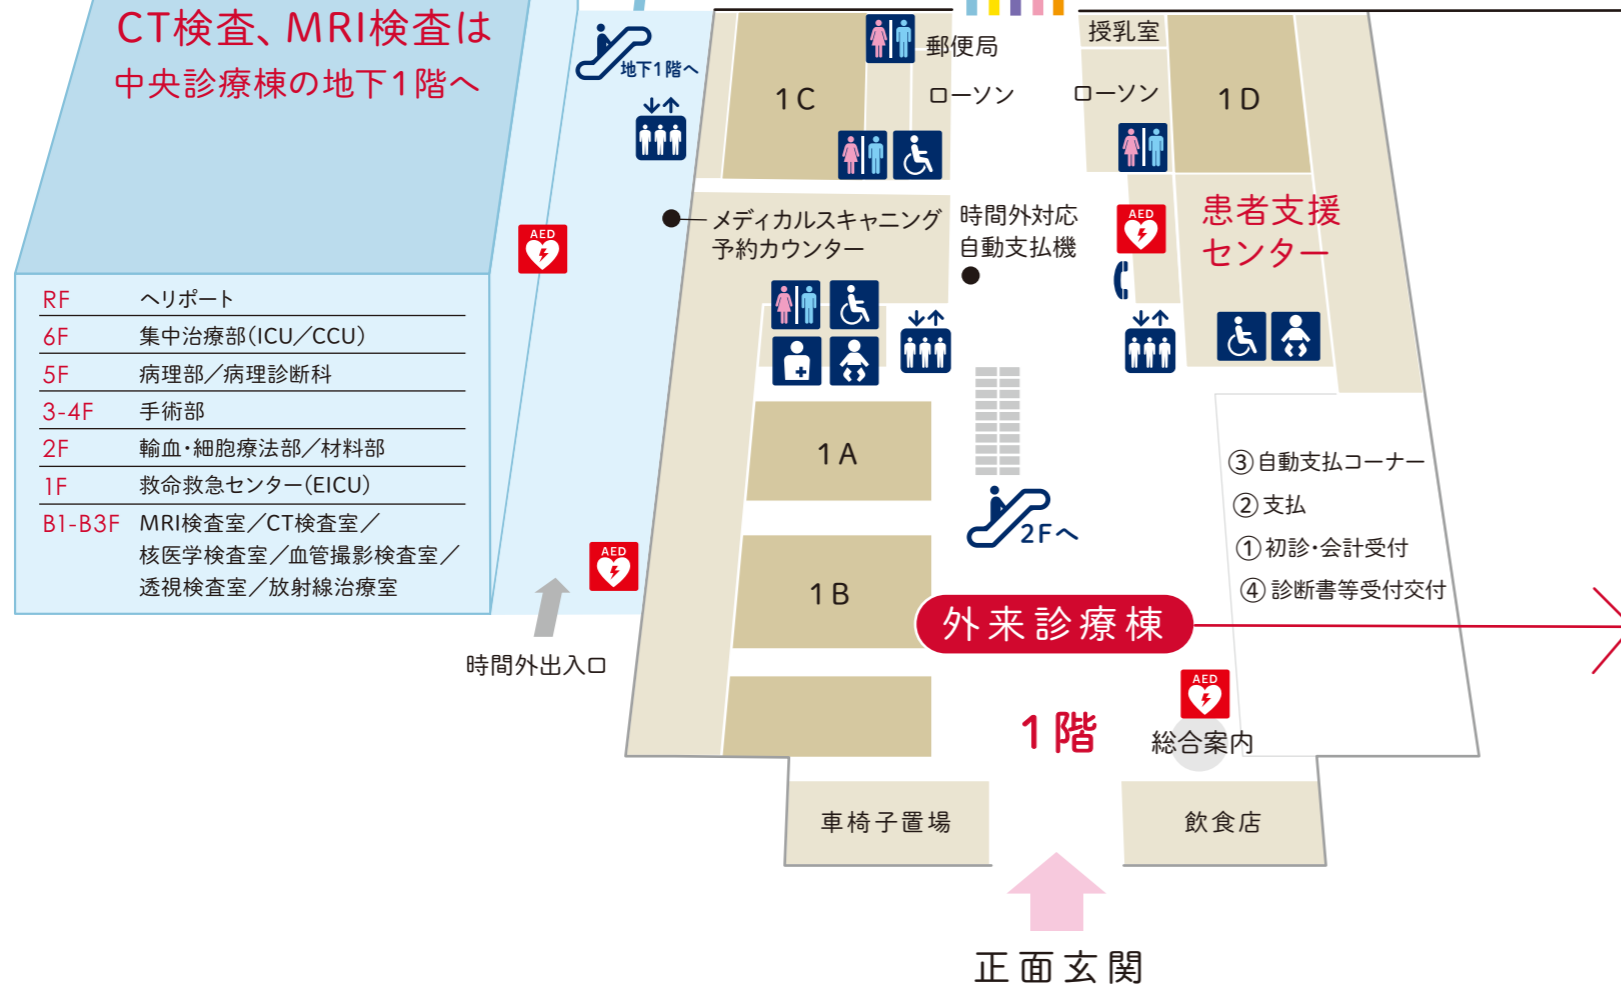 CT検査、MRI検査は
中央診療棟の地下1階へ
RF ヘリポート
6F 集中治療部(ICU／CCU)
5F 病理部／病理診断科
3-4F 手術部
2F 輸血・細胞療法部／材料部
1F 救命救急センター(EICU)
B1-B3F MRI検査室／CT検査室／
核医学検査室／血管撮影検査室／
透視検査室／放射線治療室
地下1階へ
AED
AED
時間外出入口
1C
郵便局
ローソン
授乳室
ローソン
1D
メディカルスキャニング
予約カウンター
時間外対応
自動支払機
AED
患者支援
センター
1A
2Fへ
1B
③自動支払コーナー
②支払
①初診・会計受付
④診断書等受付交付
外来診療棟
1階
AED
総合案内
車椅子置場
飲食店
正面玄関